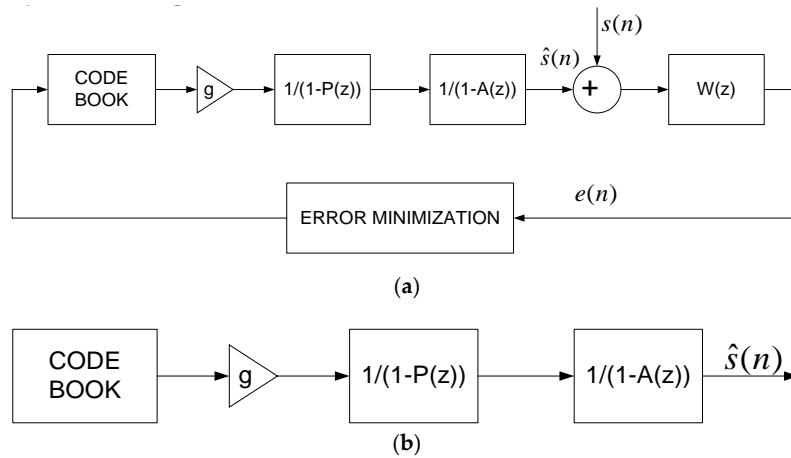 s(n)
ŝ(n)
CODE
BOOK
g
1/(1-P(z))
1/(1-A(z))
+
W(z)
e(n)
ERROR MINIMIZATION
(a)
CODE
BOOK
g
1/(1-P(z))
1/(1-A(z))
ŝ(n)
(b)